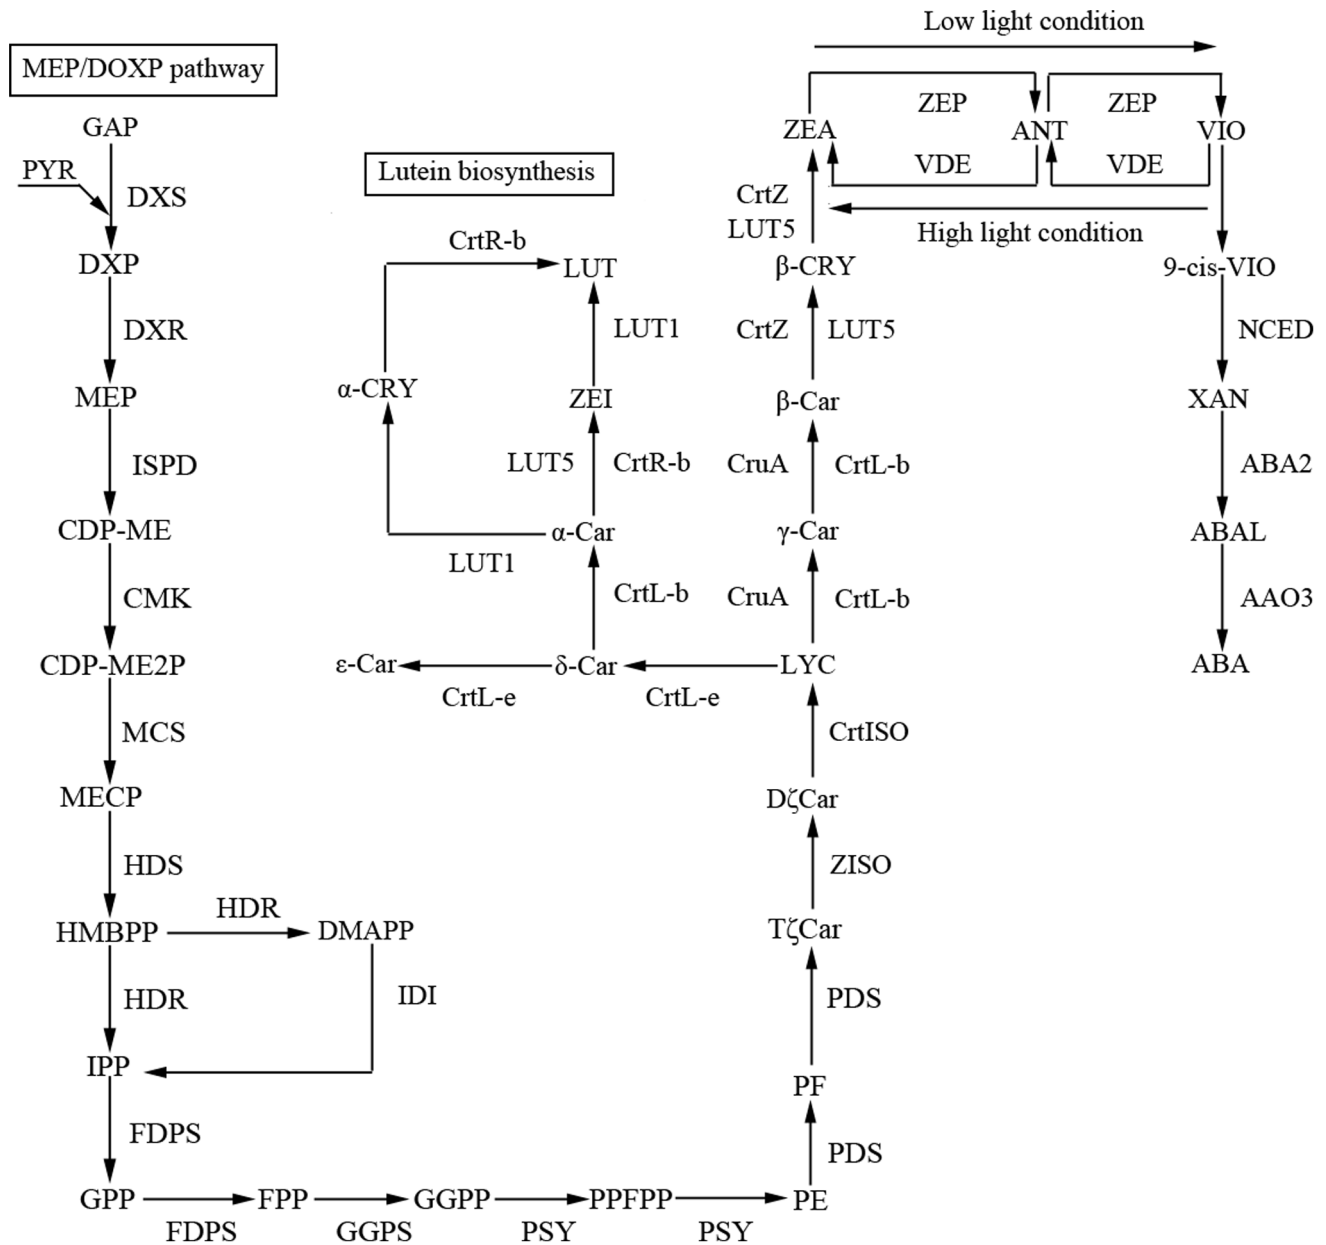 Low light condition
MEP/DOXP pathway
ZEP
ZEP
GAP
ZEA
ANT
VIO
PYR
Lutein biosynthesis
VDE
VDE
DXS
CrtZ
LUT5
High light condition
CrtR-b
DXP
LUT
β-CRY
9-cis-VIO
DXR
LUT1
CrtZ
LUT5
NCED
MEP
α-CRY
ZEI
β-Car
XAN
ISPD
LUT5
CrtR-b
CruA
CrtL-b
ABA2
CDP-ME
α-Car
γ-Car
ABAL
LUT1
CMK
CrtL-b
CruA
CrtL-b
AAO3
CDP-ME2P
ε-Car
δ-Car
LYC
ABA
CrtL-e
CrtL-e
MCS
CrtISO
MECP
DζCar
HDS
ZISO
HDR
HMBPP
DMAPP
TζCar
HDR
IDI
PDS
IPP
PF
FDPS
PDS
GPP
FPP
GGPP
PPFPP
PE
FDPS
GGPS
PSY
PSY